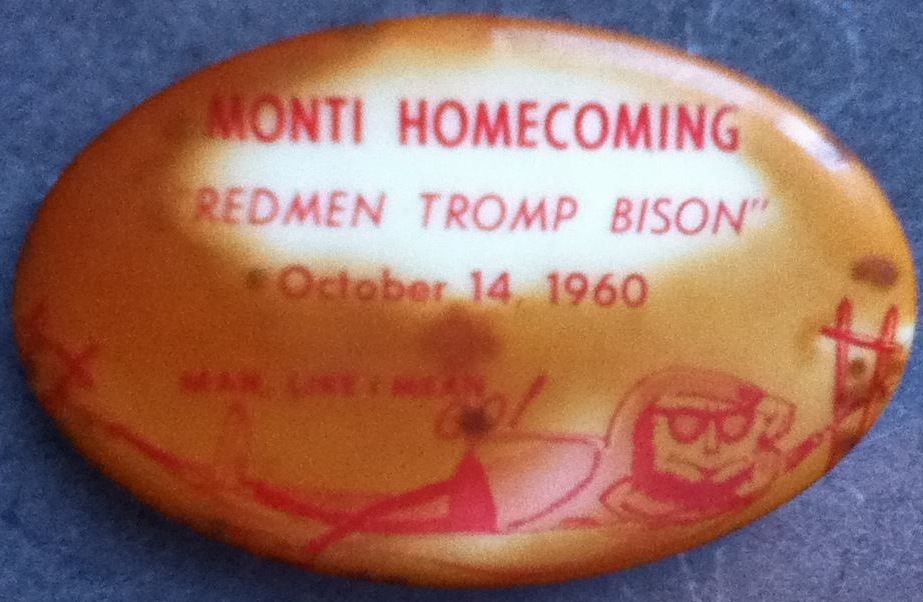 MONTI HOMECOMING
"REDMEN TROMP BISON"
October 14, 1960
MAN, LIKE I MEAN
GO!